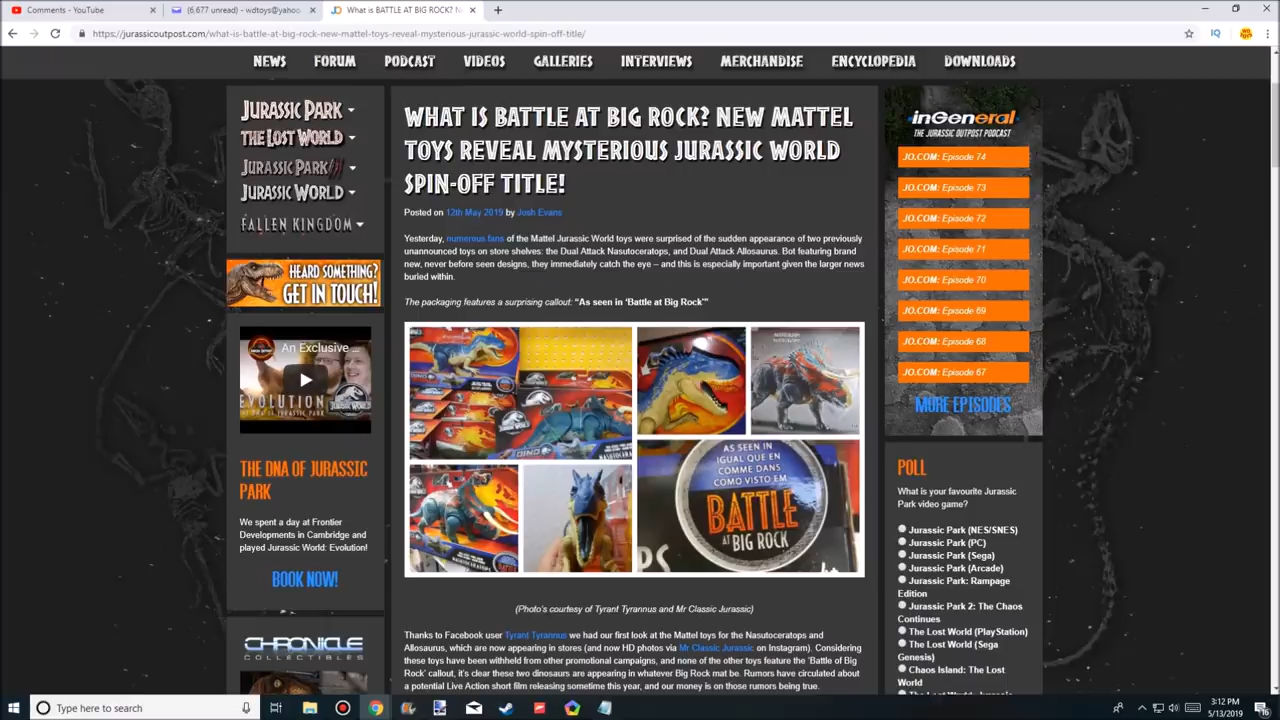 Comments - YouTube
(6,677 unread) - wdtoys@yahoo
What is BATTLE AT BIG ROCK? N
https://jurassicoutpost.com/what-is-battle-at-big-rock-new-mattel-toys-reveal-mysterious-jurassic-world-spin-off-title/
NEWS FORUM PODCAST VIDEOS GALLERIES INTERVIEWS MERCHANDISE ENCYCLOPEDIA DOWNLOADS
JURASSIC PARK
THE LOST WORLD
JURASSIC PARK///
JURASSIC WORLD
FALLEN KINGDOM
HEARD SOMETHING?
GET IN TOUCH!
An Exclusive ...
EVOLUTION
THE DNA OF JURASSIC
PARK
We spent a day at Frontier
Developments in Cambridge and
played Jurassic World: Evolution!
BOOK NOW!
CHRONICLE
COLLECTIBLES
WHAT IS BATTLE AT BIG ROCK? NEW MATTEL
TOYS REVEAL MYSTERIOUS JURASSIC WORLD
SPIN-OFF TITLE!
Posted on 12th May 2019 by Josh Evans
Yesterday, numerous fans of the Mattel Jurassic World toys were surprised of the sudden appearance of two previously
unannounced toys on store shelves: the Dual Attack Nasutoceratops, and Dual Attack Allosaurus. Bot featuring brand
new, never before seen designs, they immediately catch the eye – and this is especially important given the larger news
buried within.
The packaging features a surprising callout: “As seen in ‘Battle at Big Rock’”
AS SEEN IN
IGUAL QUE EN
COMME DANS
COMO VISTO EM
BATTLE
AT BIG ROCK
(Photo's courtesy of Tyrant Tyrannus and Mr Classic Jurassic)
Thanks to Facebook user Tyrant Tyrannus we had our first look at the Mattel toys for the Nasutoceratops and
Allosaurus, which are now appearing in stores (and now HD photos via Mr Classic Jurassic on Instagram). Considering
these toys have been withheld from other promotional campaigns, and none of the other toys feature the 'Battle of Big
Rock' callout, it's clear these two dinosaurs are appearing in whatever Big Rock mat be. Rumors have circulated about
a potential Live Action short film releasing sometime this year, and our money is on those rumors being true.
inGeneral
THE JURASSIC OUTPOST PODCAST
JO.COM: Episode 74
JO.COM: Episode 73
JO.COM: Episode 72
JO.COM: Episode 71
JO.COM: Episode 70
JO.COM: Episode 69
JO.COM: Episode 68
JO.COM: Episode 67
MORE EPISODES
POLL
What is your favourite Jurassic
Park video game?
Jurassic Park (NES/SNES)
Jurassic Park (PC)
Jurassic Park (Sega)
Jurassic Park (Arcade)
Jurassic Park: Rampage
Edition
Jurassic Park 2: The Chaos
Continues
The Lost World (PlayStation)
The Lost World (Sega
Genesis)
Chaos Island: The Lost
World
Type here to search
3:12 PM
5/13/2019